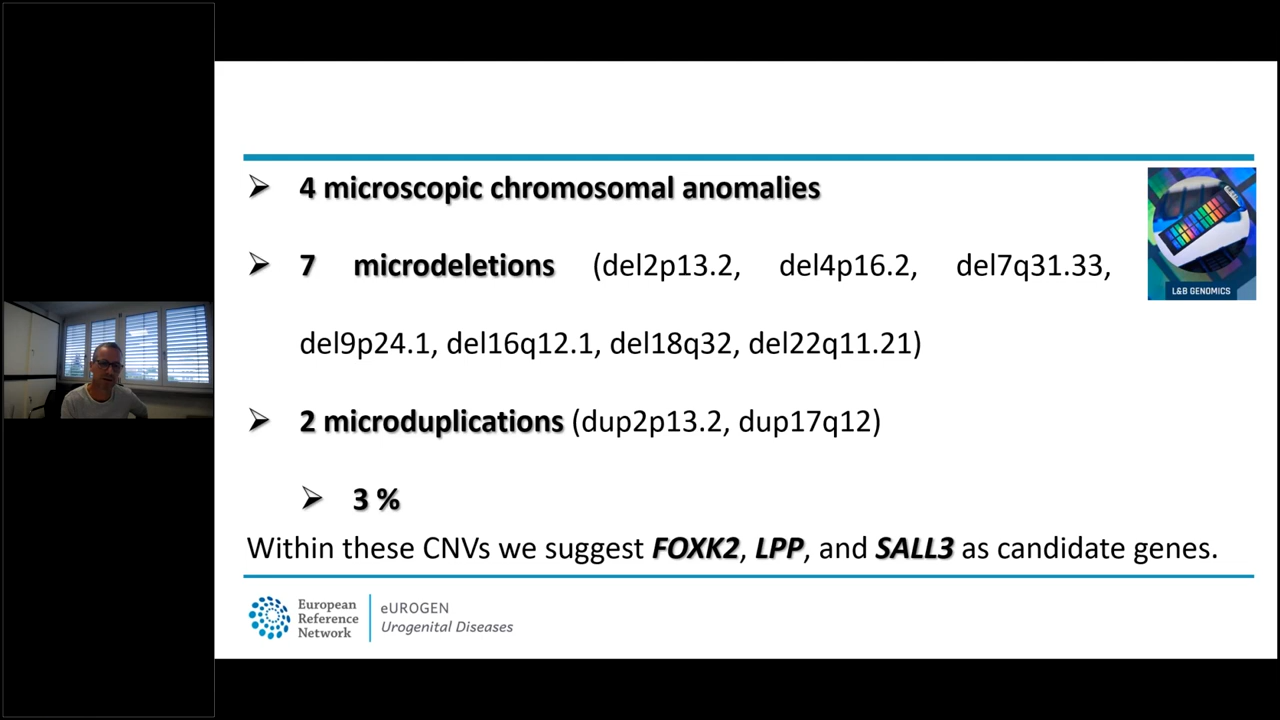 4 microscopic chromosomal anomalies
7 microdeletions (del2p13.2, del4p16.2, del7q31.33,
del9p24.1, del16q12.1, del18q32, del22q11.21)
2 microduplications (dup2p13.2, dup17q12)
3 %
Within these CNVs we suggest FOXK2, LPP, and SALL3 as candidate genes.
L&B GENOMICS
European
Reference
Network
eUROGEN
Urogenital Diseases